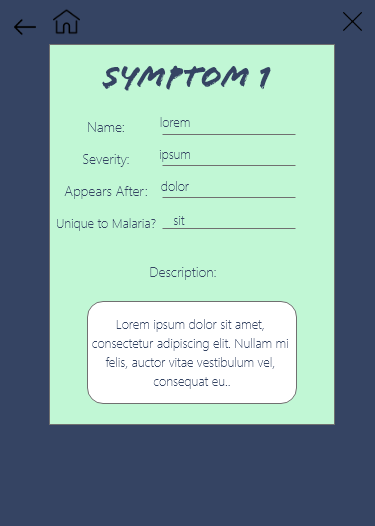 SYMPTOM 1
Name: lorem
Severity: ipsum
Appears After: dolor
Unique to Malaria? sit
Description:
Lorem ipsum dolor sit amet,
consectetur adipiscing elit. Nullam mi
felis, auctor vitae vestibulum vel,
consequat eu..